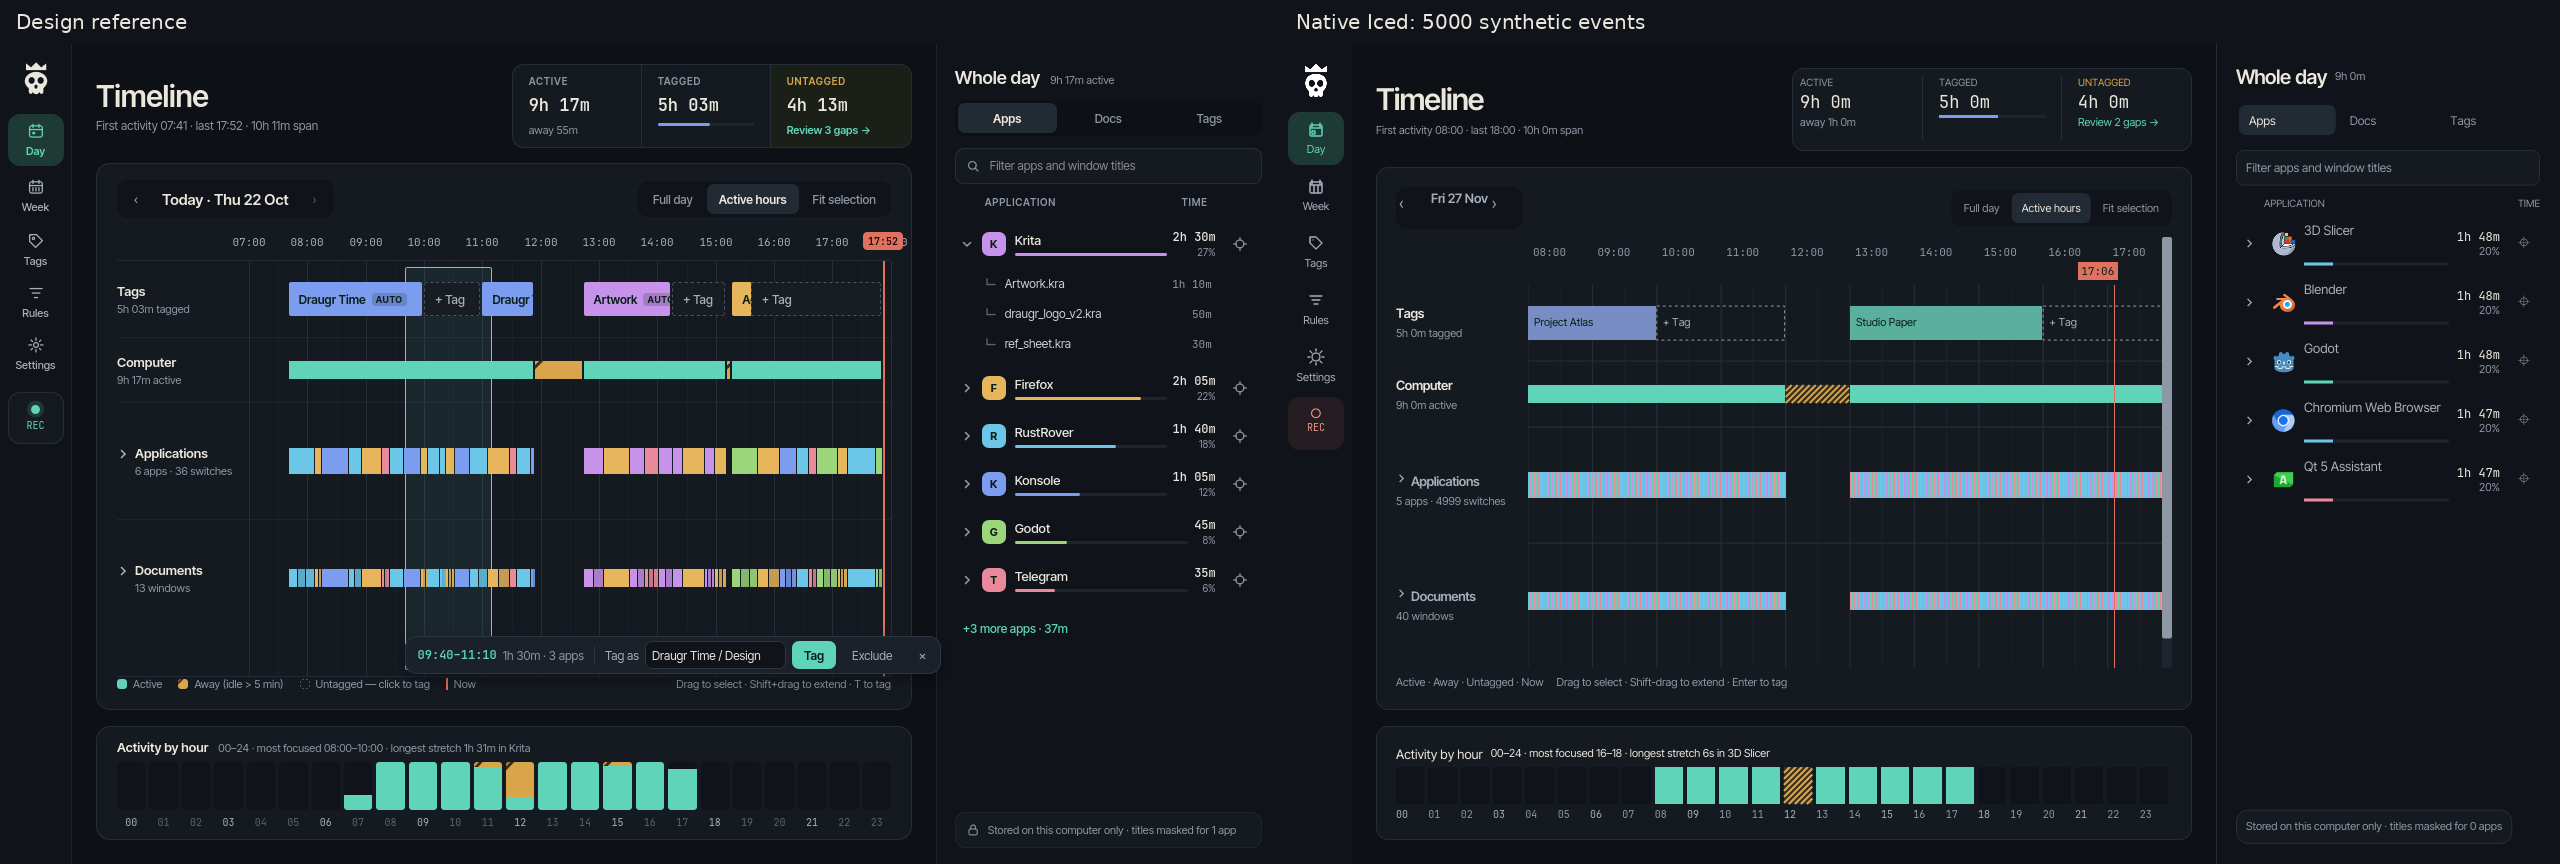 Design reference
Day
Week
Tags
Rules
Settings
REC
Timeline
First activity 07:41 · last 17:52 · 10h 11m span
ACTIVE
9h 17m
away 55m
TAGGED
5h 03m
UNTAGGED
4h 13m
Review 3 gaps →
‹ Today · Thu 22 Oct ›
Full day Active hours Fit selection
07:00 08:00 09:00 10:00 11:00 12:00 13:00 14:00 15:00 16:00 17:00 17:52
Tags
5h 03m tagged
Draugr Time AUTO + Tag Draugr Artwork AUTO + Tag A + Tag
Computer
9h 17m active
Applications
6 apps · 36 switches
Documents
13 windows
09:40–11:10 1h 30m · 3 apps Tag as Draugr Time / Design Tag Exclude ×
Active Away (idle > 5 min) Untagged — click to tag Now Drag to select · Shift+drag to extend · T to tag
Activity by hour 00–24 · most focused 08:00–10:00 · longest stretch 1h 31m in Krita
00 01 02 03 04 05 06 07 08 09 10 11 12 13 14 15 16 17 18 19 20 21 22 23
Whole day 9h 17m active
Apps Docs Tags
Filter apps and window titles
APPLICATION TIME
K Krita 2h 30m
27%
Artwork.kra 1h 10m
draugr_logo_v2.kra 50m
ref_sheet.kra 30m
F Firefox 2h 05m
22%
R RustRover 1h 40m
18%
K Konsole 1h 05m
12%
G Godot 45m
8%
T Telegram 35m
6%
+3 more apps · 37m
Stored on this computer only · titles masked for 1 app
Native Iced: 5000 synthetic events
Day
Week
Tags
Rules
Settings
REC
Timeline
First activity 08:00 · last 18:00 · 10h 0m span
ACTIVE
9h 0m
away 1h 0m
TAGGED
5h 0m
UNTAGGED
4h 0m
Review 2 gaps →
‹ Fri 27 Nov ›
Full day Active hours Fit selection
08:00 09:00 10:00 11:00 12:00 13:00 14:00 15:00 16:00 17:00
17:06
Tags
5h 0m tagged
Project Atlas + Tag Studio Paper + Tag
Computer
9h 0m active
Applications
5 apps · 4999 switches
Documents
40 windows
Active · Away · Untagged · Now Drag to select · Shift-drag to extend · Enter to tag
Activity by hour 00–24 · most focused 16–18 · longest stretch 6s in 3D Slicer
00 01 02 03 04 05 06 07 08 09 10 11 12 13 14 15 16 17 18 19 20 21 22 23
Whole day 9h 0m
Apps Docs Tags
Filter apps and window titles
APPLICATION TIME
3D Slicer 1h 48m
20%
Blender 1h 48m
20%
Godot 1h 48m
20%
Chromium Web Browser 1h 47m
20%
A Qt 5 Assistant 1h 47m
20%
Stored on this computer only · titles masked for 0 apps